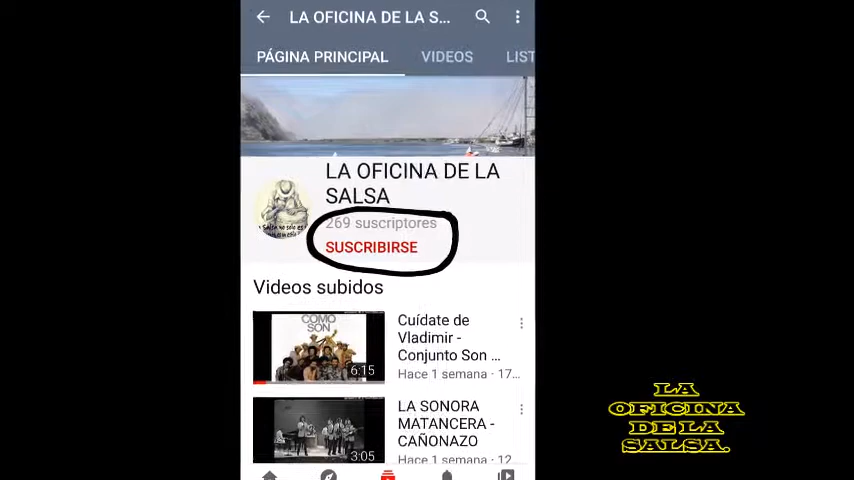 LA OFICINA DE LA S...
PÁGINA PRINCIPAL
VIDEOS
LIST
LA OFICINA DE LA
SALSA
269 suscriptores
SUSCRIBIRSE
Videos subidos
COMO
SON
6:15
Cuídate de
Vladimir -
Conjunto Son ...
Hace 1 semana · 17...
LA SONORA
MATANCERA -
CAÑONAZO
3:05
Hace 1 semana · 12
LA
OFICINA
DE LA
SALSA.